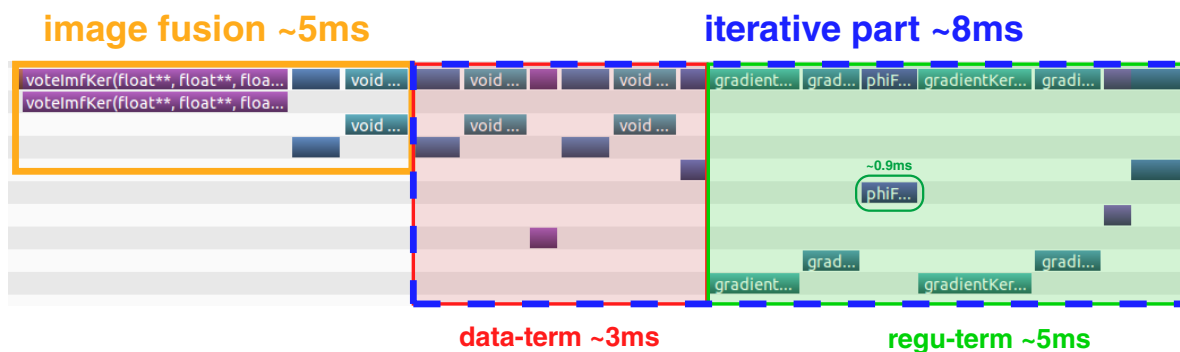 image fusion ~5ms
iterative part ~8ms
voteImfKer(float**, float**, floa... void ... void ... void ... gradient... grad... phiF... gradientKer... gradi...
voteImfKer(float**, float**, floa...
void ... void ... void ...
~0.9ms
phiF...
grad... gradi...
gradient... gradientKer...
data-term ~3ms
regu-term ~5ms